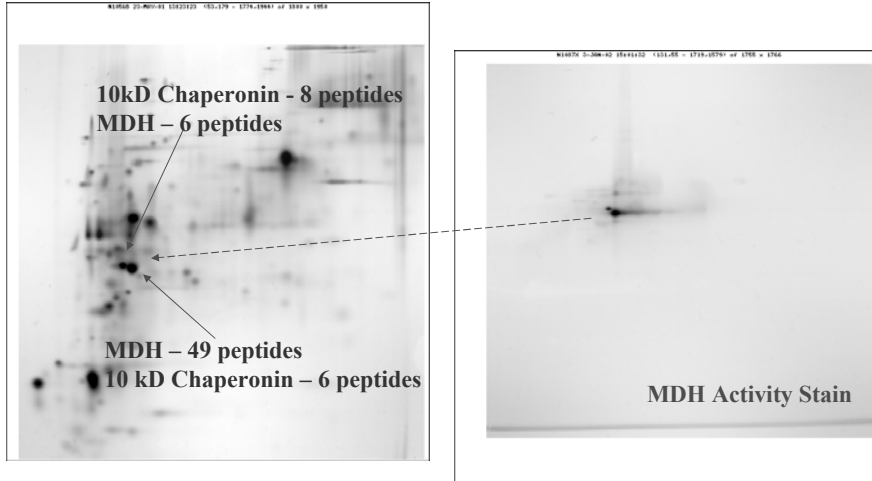 10kD Chaperonin - 8 peptides
MDH – 6 peptides
MDH – 49 peptides
10 kD Chaperonin – 6 peptides
MDH Activity Stain